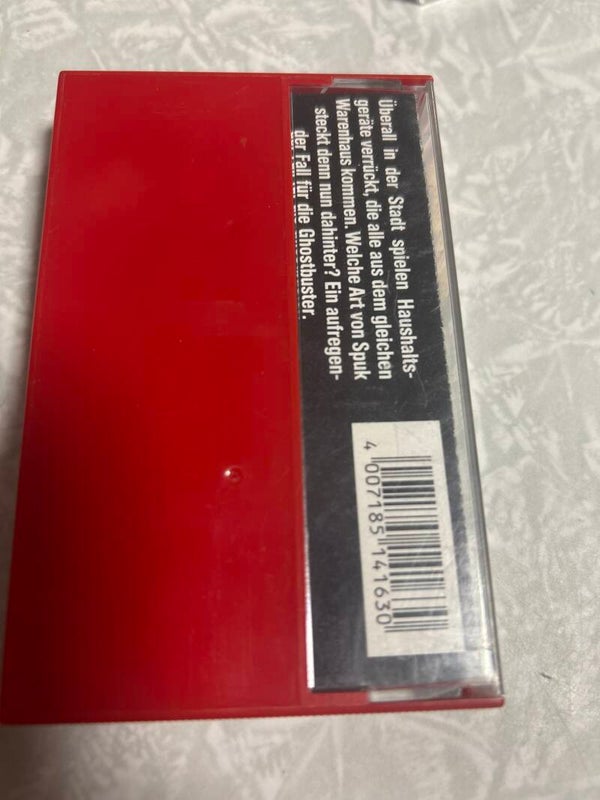 Überall in der Stadt spielen Haushalts-
geräte verrückt, die alle aus dem gleichen
Warenhaus kommen. Welche Art von Spuk
steckt denn nun dahinter? Ein aufregen-
der Fall für die Ghostbuster.
4 007185 141630